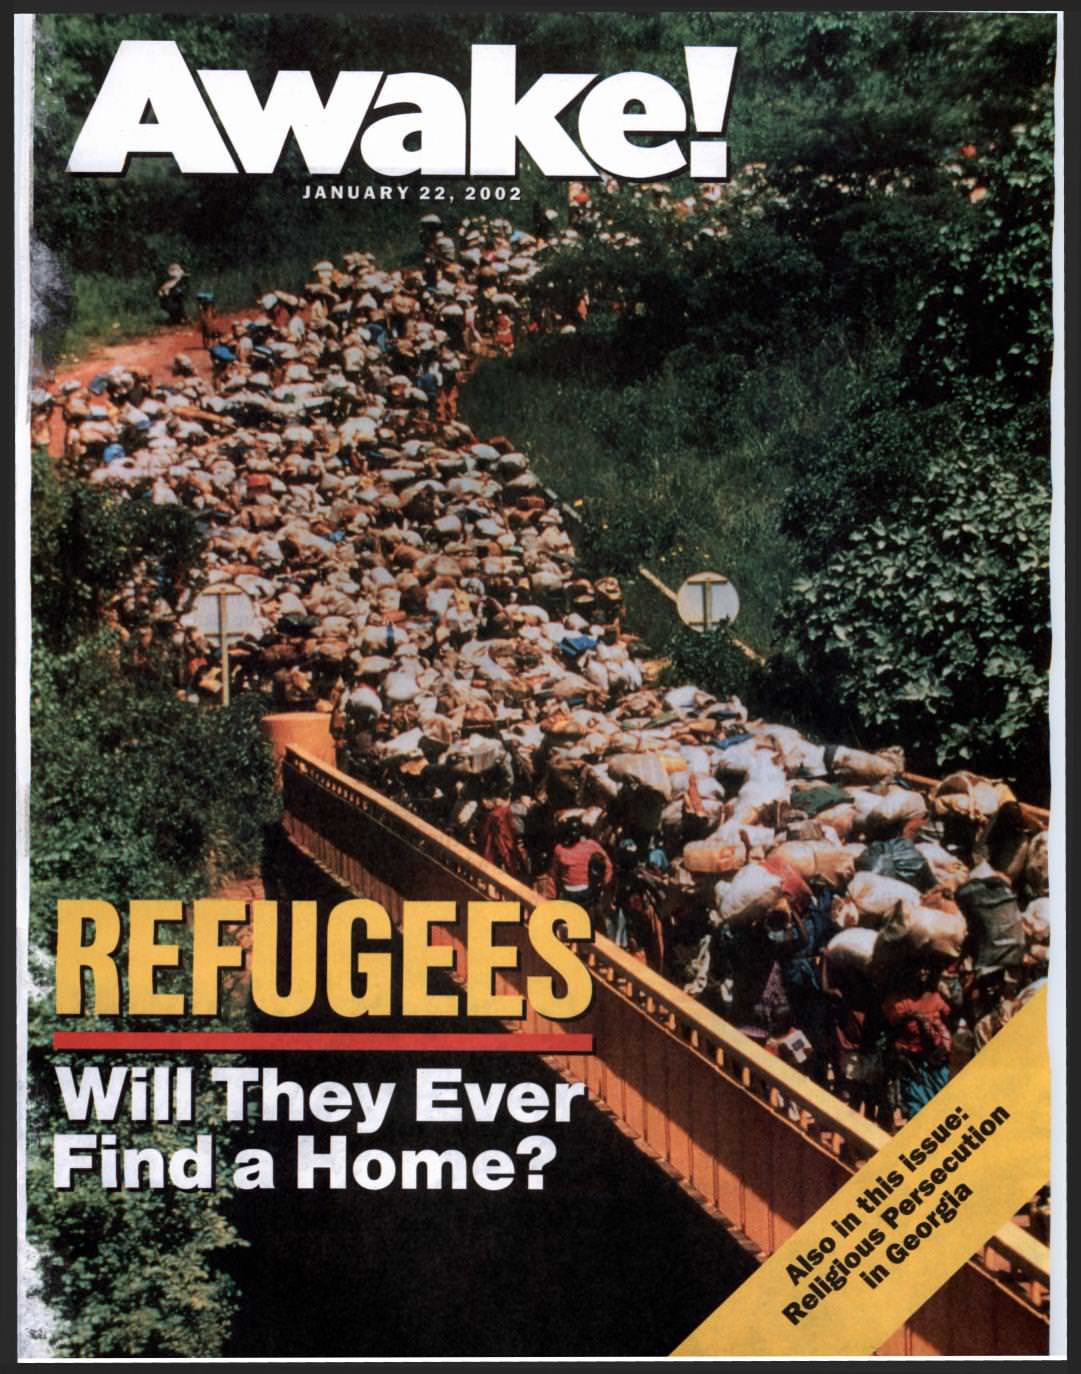 Awake!
JANUARY 22, 2002
REFUGEES
Will They Ever
Find a Home?
Also in this issue:
Religious Persecution
in Georgia